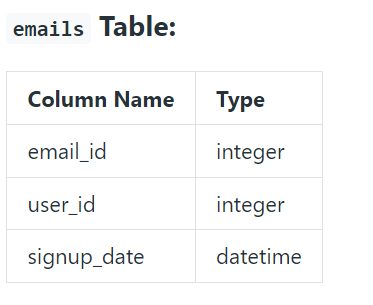 emails Table:
Column Name Type
email_id integer
user_id integer
signup_date datetime